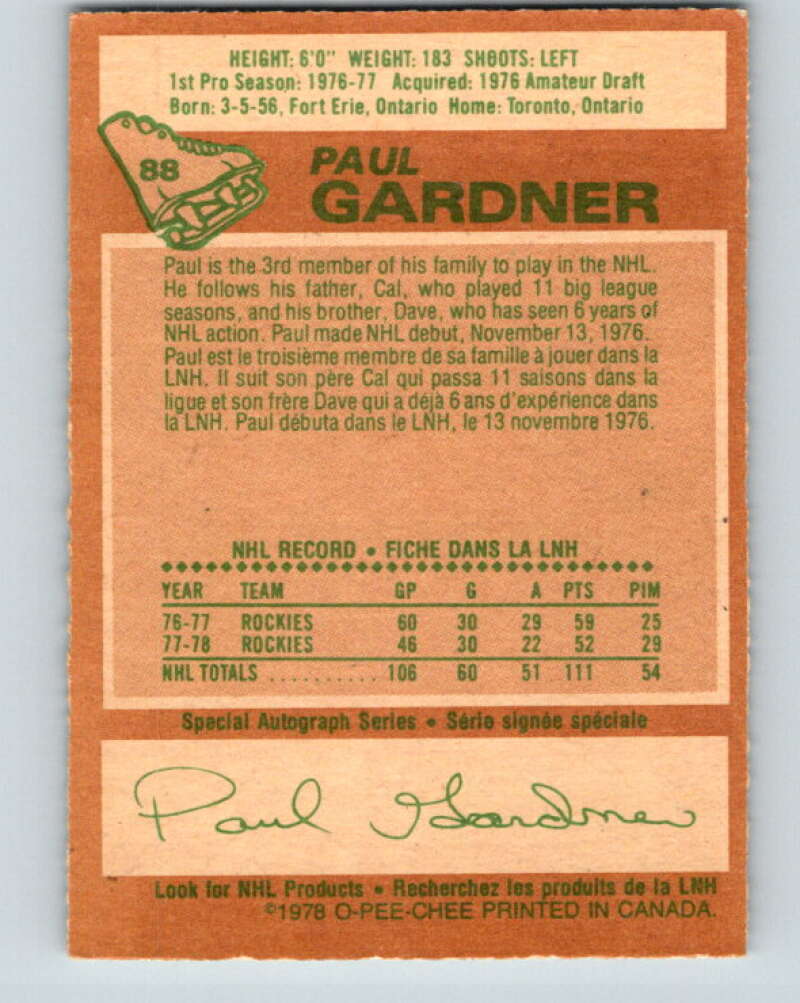 HEIGHT: 6'0" WEIGHT: 183 SHOOTS: LEFT
1st Pro Season: 1976-77 Acquired: 1976 Amateur Draft
Born: 3-5-56, Fort Erie, Ontario Home: Toronto, Ontario
88
PAUL
GARDNER
Paul is the 3rd member of his family to play in the NHL.
He follows his father, Cal, who played 11 big league
seasons, and his brother, Dave, who has seen 6 years of
NHL action. Paul made NHL debut, November 13, 1976.
Paul est le troisième membre de sa famille à jouer dans la
LNH. Il suit son père Cal qui passa 11 saisons dans la
ligue et son frère Dave qui a déjà 6 ans d'expérience dans
la LNH. Paul débuta dans le LNH, le 13 novembre 1976.
NHL RECORD • FICHE DANS LA LNH
YEAR TEAM GP G A PTS PIM
76-77 ROCKIES 60 30 29 59 25
77-78 ROCKIES 46 30 22 52 29
NHL TOTALS .......... 106 60 51 111 54
Special Autograph Series • Série signée spéciale
Paul Gardner
Look for NHL Products • Recherchez les produits de la LNH
©1978 O-PEE-CHEE PRINTED IN CANADA.